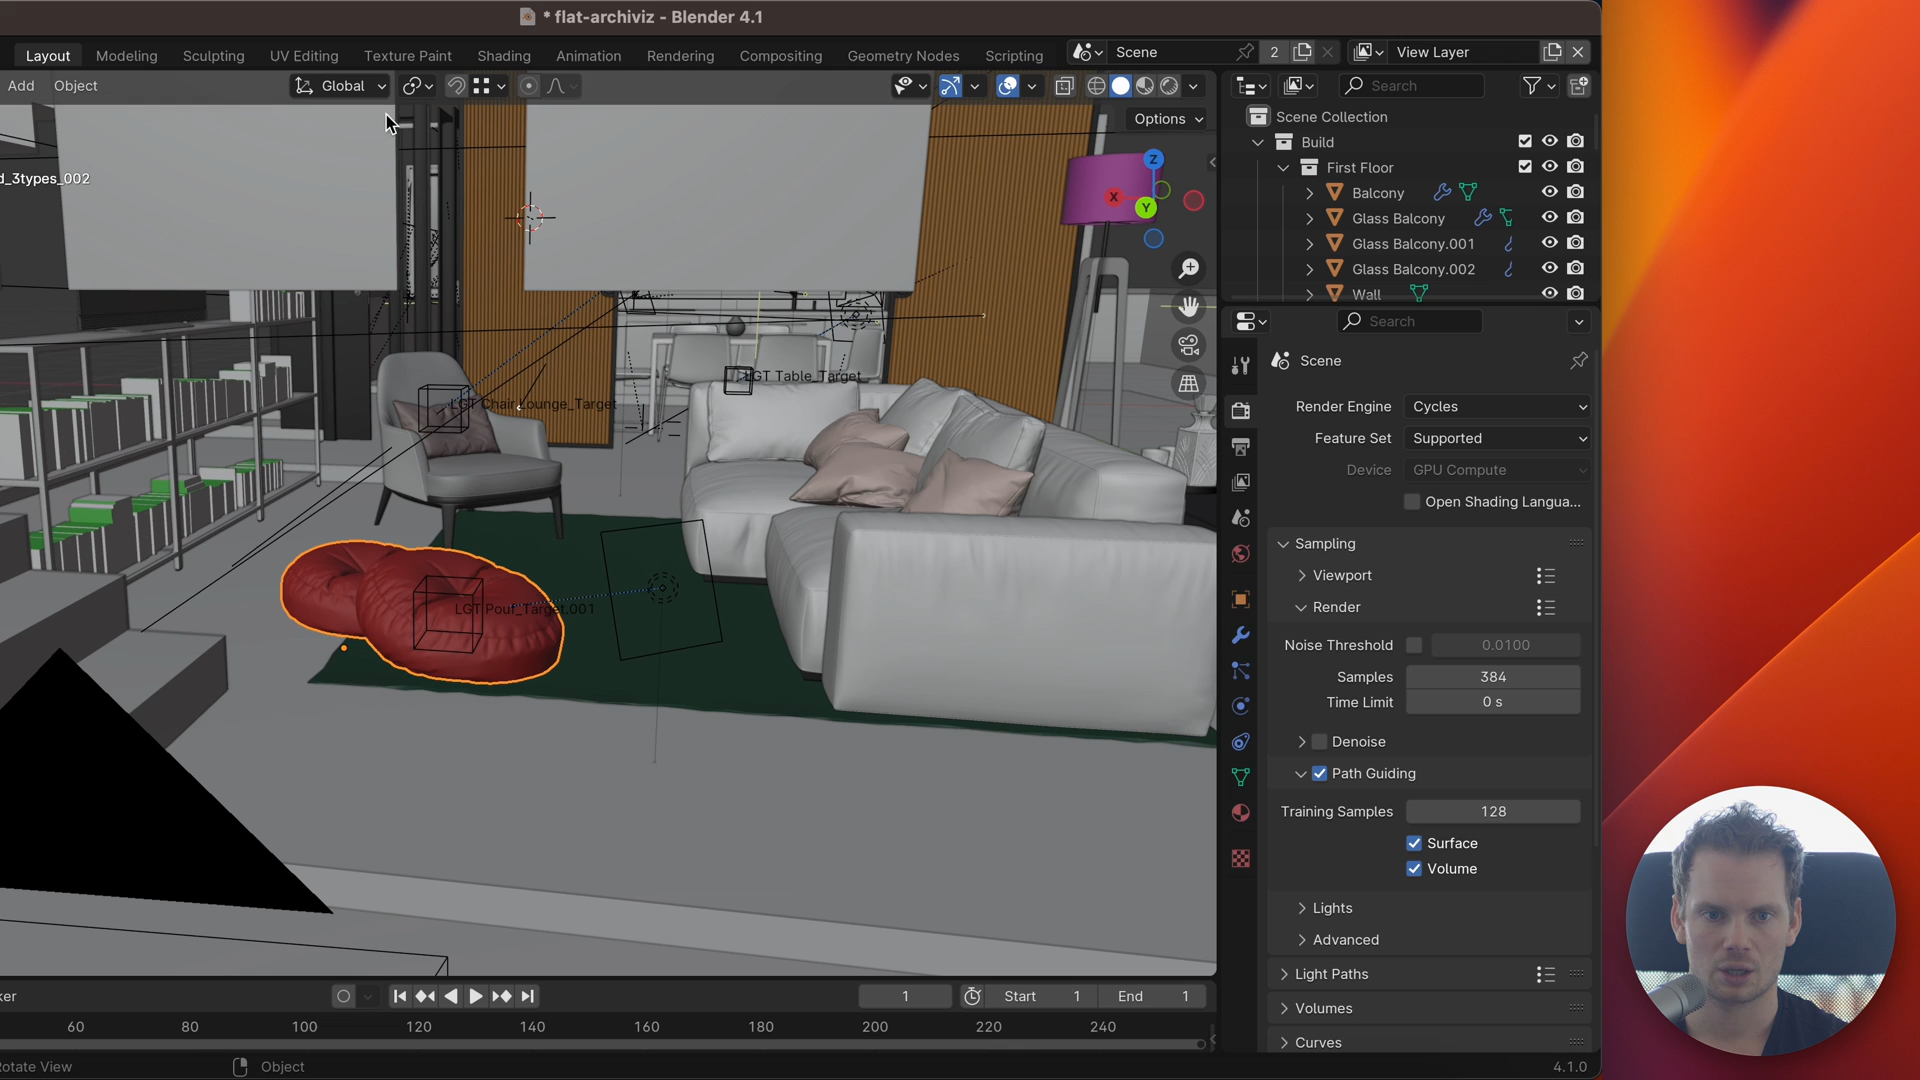 * flat-archiviz - Blender 4.1
Layout Modeling Sculpting UV Editing Texture Paint Shading Animation Rendering Compositing Geometry Nodes Scripting
Scene 2 View Layer
Add Object Global
Search
Options
d_3types_002
Z
X
Y
LGT Table_Target
LGT Chair Lounge_Target
LGT Pouf_Target.001
Scene Collection
Build
First Floor
Balcony
Glass Balcony
Glass Balcony.001
Glass Balcony.002
Wall
Search
Scene
Render Engine Cycles
Feature Set Supported
Device GPU Compute
Open Shading Langua...
Sampling
Viewport
Render
Noise Threshold 0.0100
Samples 384
Time Limit 0 s
Denoise
Path Guiding
Training Samples 128
Surface
Volume
Lights
Advanced
Light Paths
Volumes
Curves
ker
1 Start 1 End 1
60 80 100 120 140 160 180 200 220 240
otate View Object 4.1.0